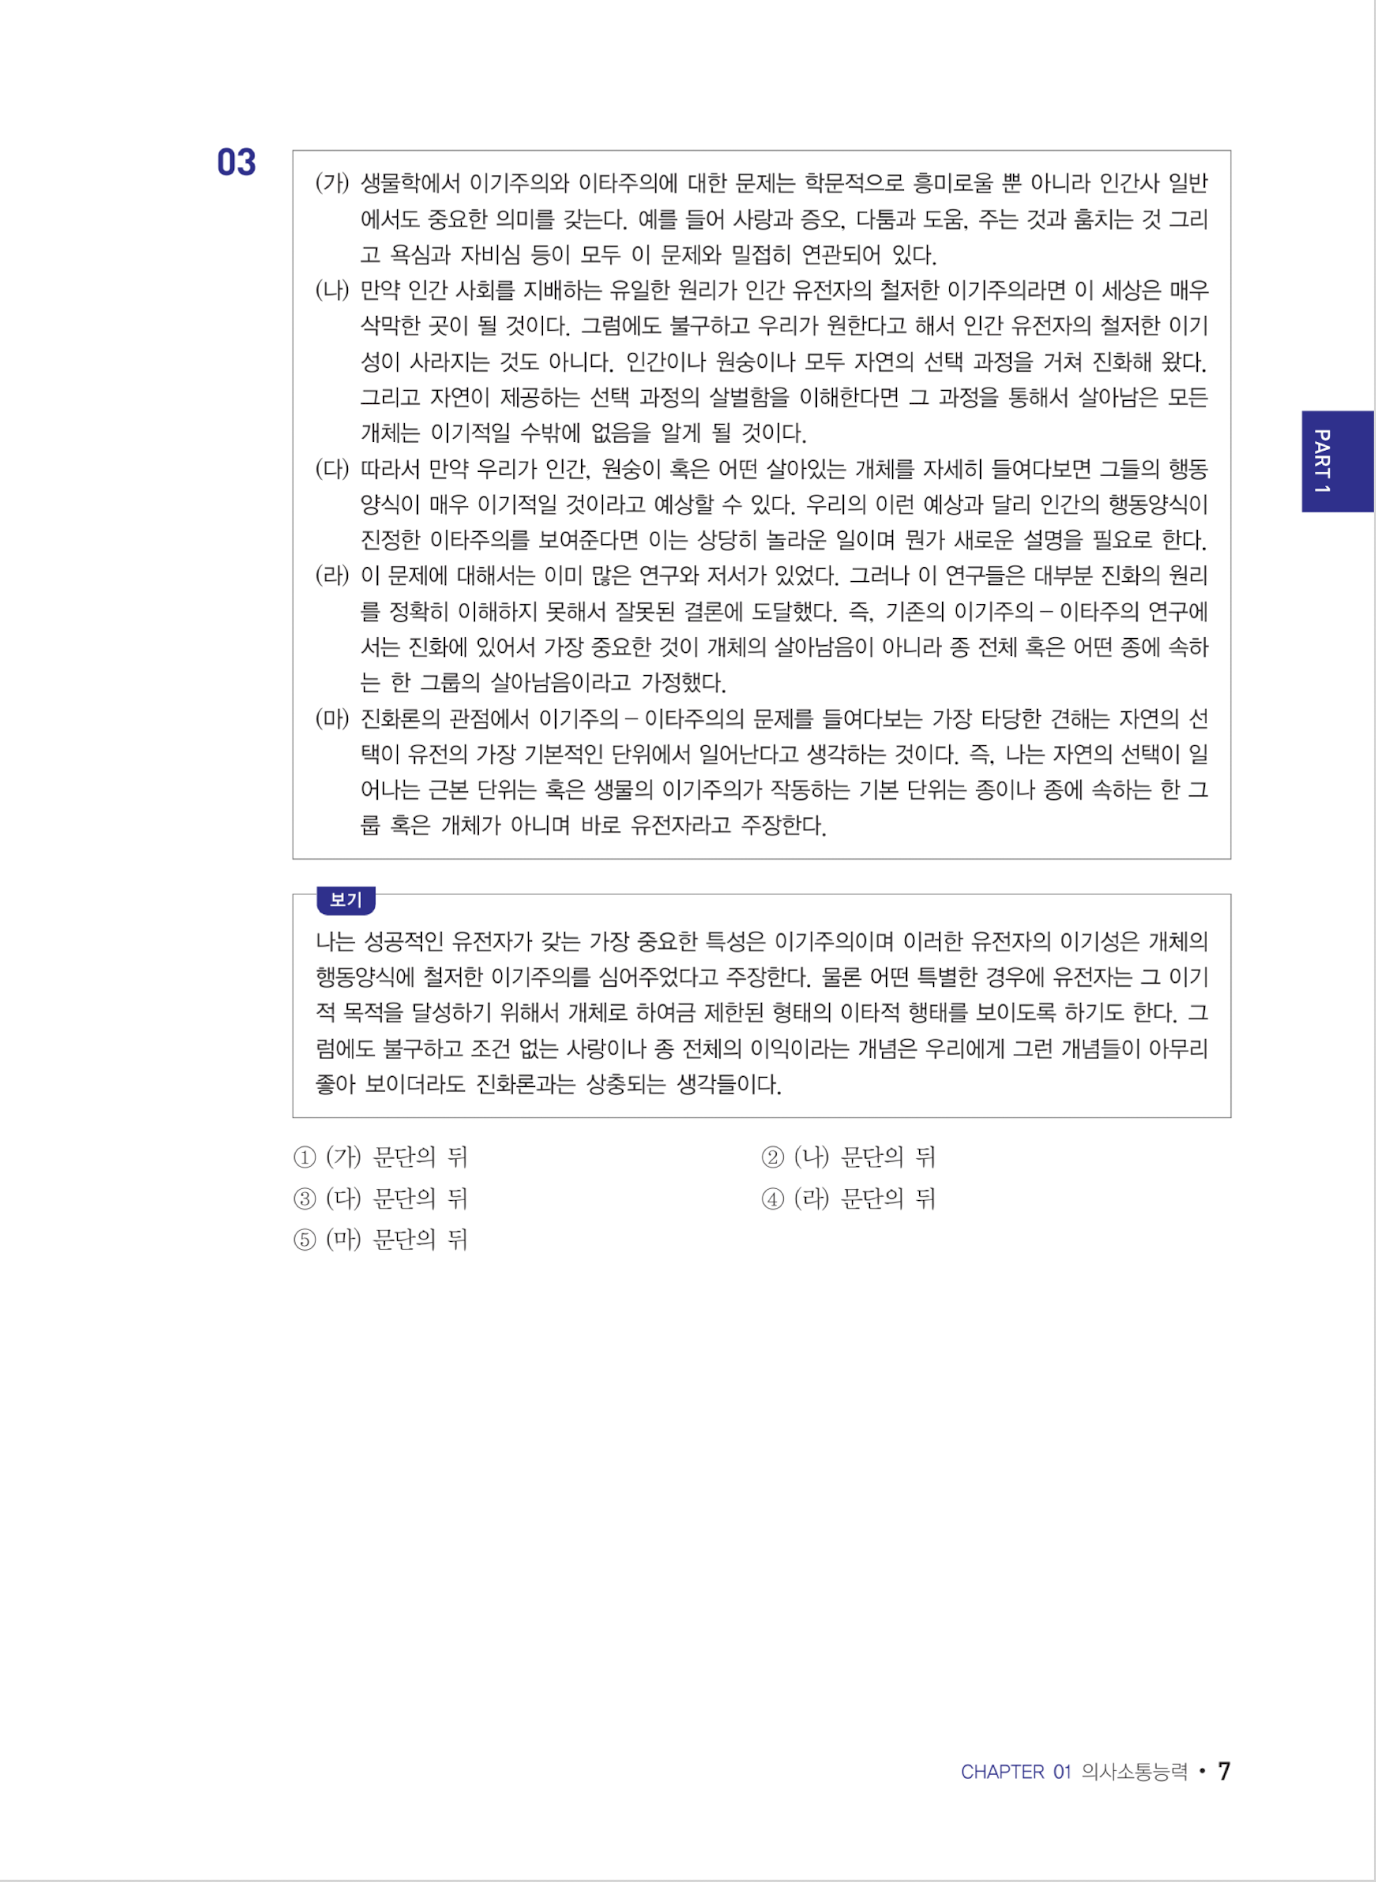 03
(가) 생물학에서 이기주의와 이타주의에 대한 문제는 학문적으로 흥미로울 뿐 아니라 인간사 일반
에서도 중요한 의미를 갖는다. 예를 들어 사랑과 증오, 다툼과 도움, 주는 것과 훔치는 것 그리
고 욕심과 자비심 등이 모두 이 문제와 밀접히 연관되어 있다.
(나) 만약 인간 사회를 지배하는 유일한 원리가 인간 유전자의 철저한 이기주의라면 이 세상은 매우
삭막한 곳이 될 것이다. 그럼에도 불구하고 우리가 원한다고 해서 인간 유전자의 철저한 이기
성이 사라지는 것도 아니다. 인간이나 원숭이나 모두 자연의 선택 과정을 거쳐 진화해 왔다.
그리고 자연이 제공하는 선택 과정의 살벌함을 이해한다면 그 과정을 통해서 살아남은 모든
개체는 이기적일 수밖에 없음을 알게 될 것이다.
(다) 따라서 만약 우리가 인간, 원숭이 혹은 어떤 살아있는 개체를 자세히 들여다보면 그들의 행동
양식이 매우 이기적일 것이라고 예상할 수 있다. 우리의 이런 예상과 달리 인간의 행동양식이
진정한 이타주의를 보여준다면 이는 상당히 놀라운 일이며 뭔가 새로운 설명을 필요로 한다.
(라) 이 문제에 대해서는 이미 많은 연구와 저서가 있었다. 그러나 이 연구들은 대부분 진화의 원리
를 정확히 이해하지 못해서 잘못된 결론에 도달했다. 즉, 기존의 이기주의 – 이타주의 연구에
서는 진화에 있어서 가장 중요한 것이 개체의 살아남음이 아니라 종 전체 혹은 어떤 종에 속하
는 한 그룹의 살아남음이라고 가정했다.
(마) 진화론의 관점에서 이기주의 – 이타주의의 문제를 들여다보는 가장 타당한 견해는 자연의 선
택이 유전의 가장 기본적인 단위에서 일어난다고 생각하는 것이다. 즉, 나는 자연의 선택이 일
어나는 근본 단위는 혹은 생물의 이기주의가 작동하는 기본 단위는 종이나 종에 속하는 한 그
룹 혹은 개체가 아니며 바로 유전자라고 주장한다.
PART 1
보기
나는 성공적인 유전자가 갖는 가장 중요한 특성은 이기주의이며 이러한 유전자의 이기성은 개체의
행동양식에 철저한 이기주의를 심어주었다고 주장한다. 물론 어떤 특별한 경우에 유전자는 그 이기
적 목적을 달성하기 위해서 개체로 하여금 제한된 형태의 이타적 행태를 보이도록 하기도 한다. 그
럼에도 불구하고 조건 없는 사랑이나 종 전체의 이익이라는 개념은 우리에게 그런 개념들이 아무리
좋아 보이더라도 진화론과는 상충되는 생각들이다.
① (가) 문단의 뒤
② (나) 문단의 뒤
③ (다) 문단의 뒤
④ (라) 문단의 뒤
⑤ (마) 문단의 뒤
CHAPTER 01 의사소통능력 • 7